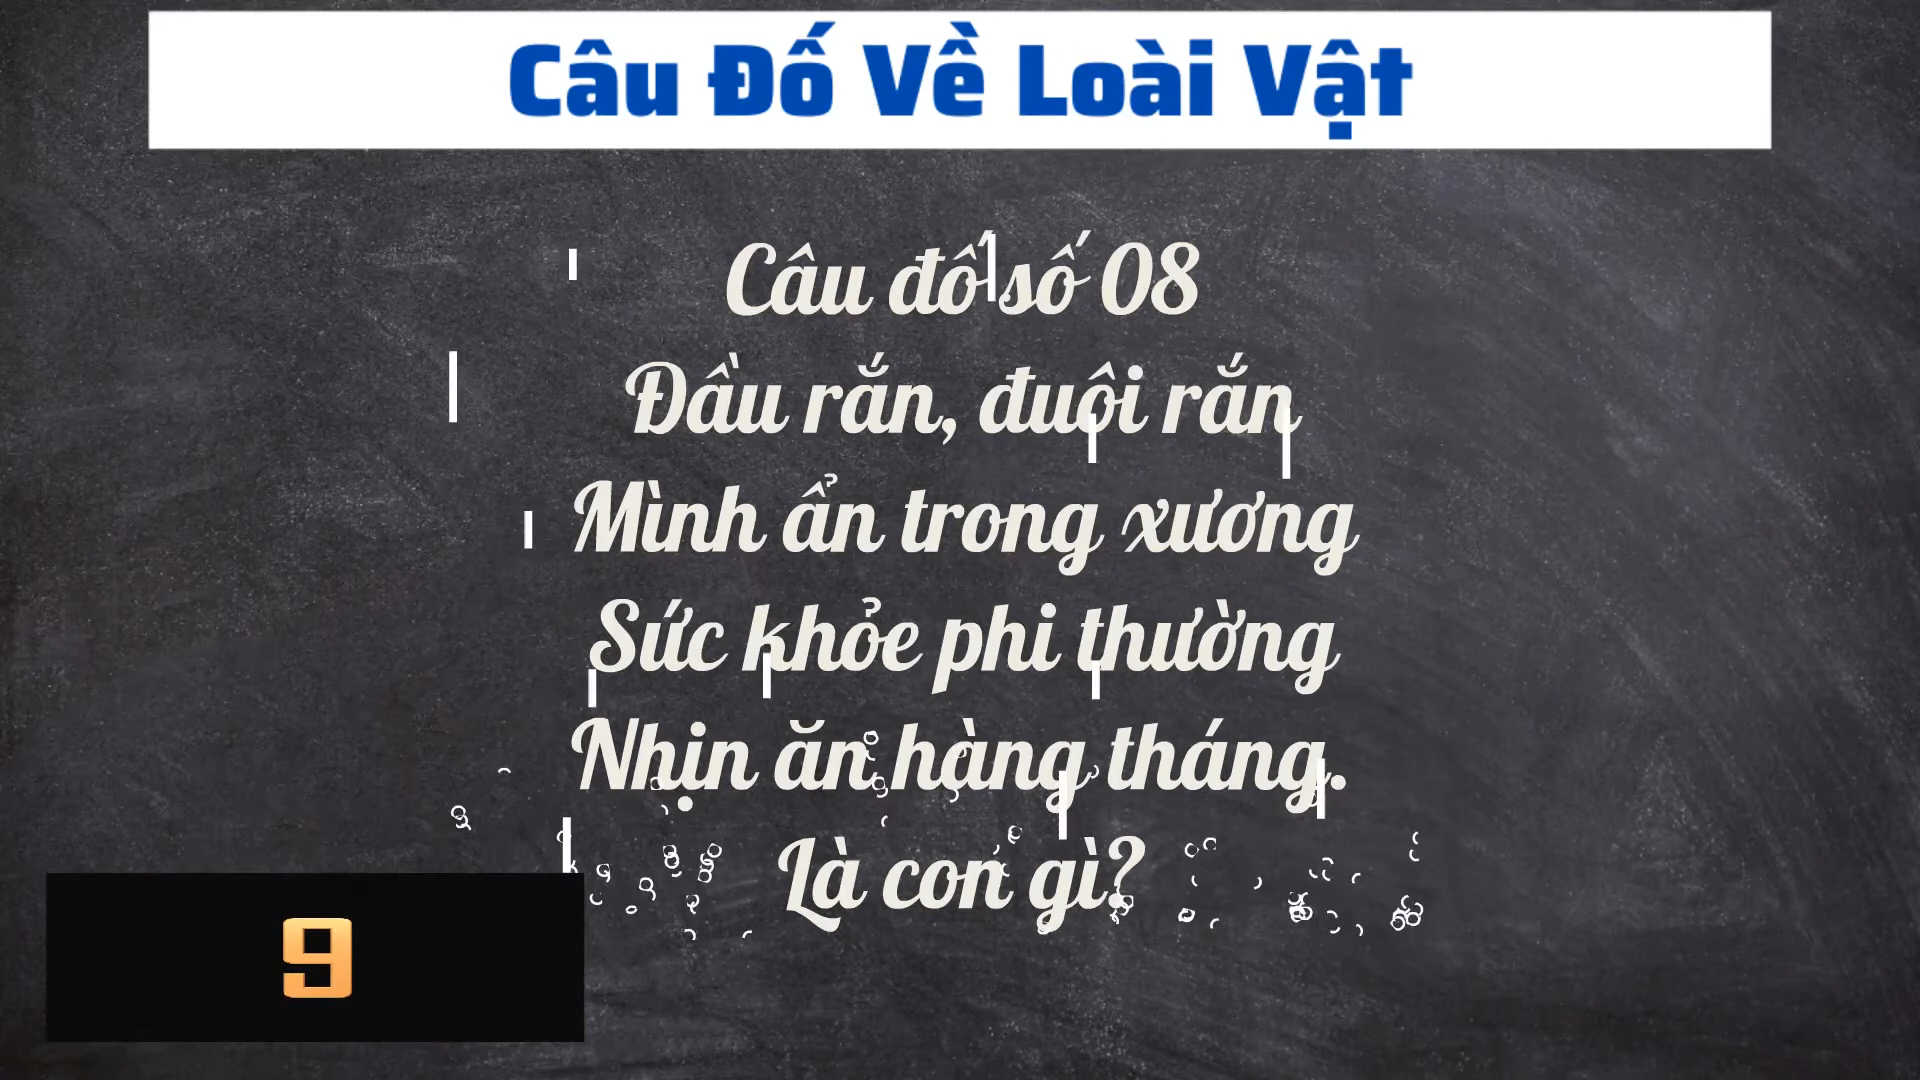 Câu Đố Về Loài Vật
Câu đố số 08
Đầu rắn, đuôi rắn
Mình ẩn trong xương
Sức khỏe phi thường
Nhịn ăn hàng tháng.
Là con gì?
9